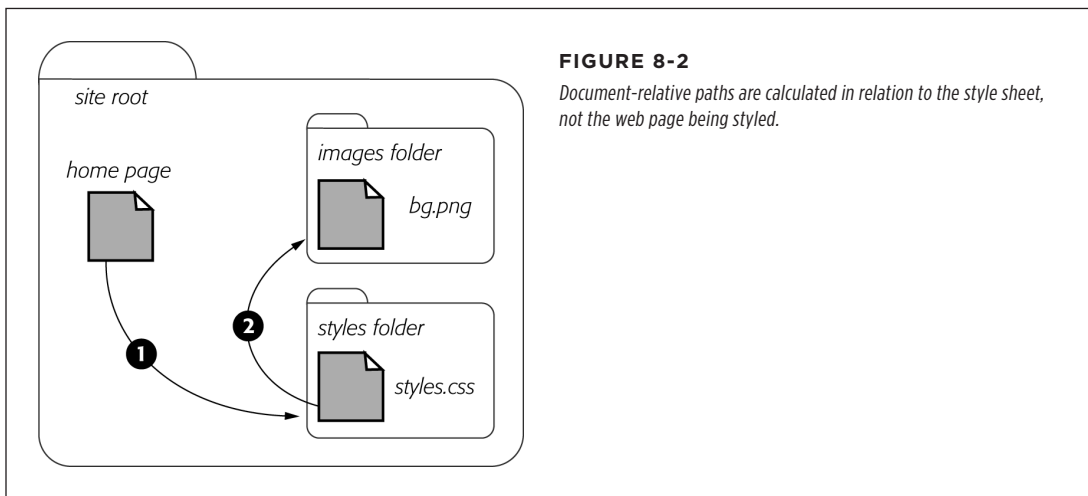 FIGURE 8-2
Document-relative paths are calculated in relation to the style sheet,
not the web page being styled.
site root
home page
images folder
bg.png
2
1
styles folder
styles.css